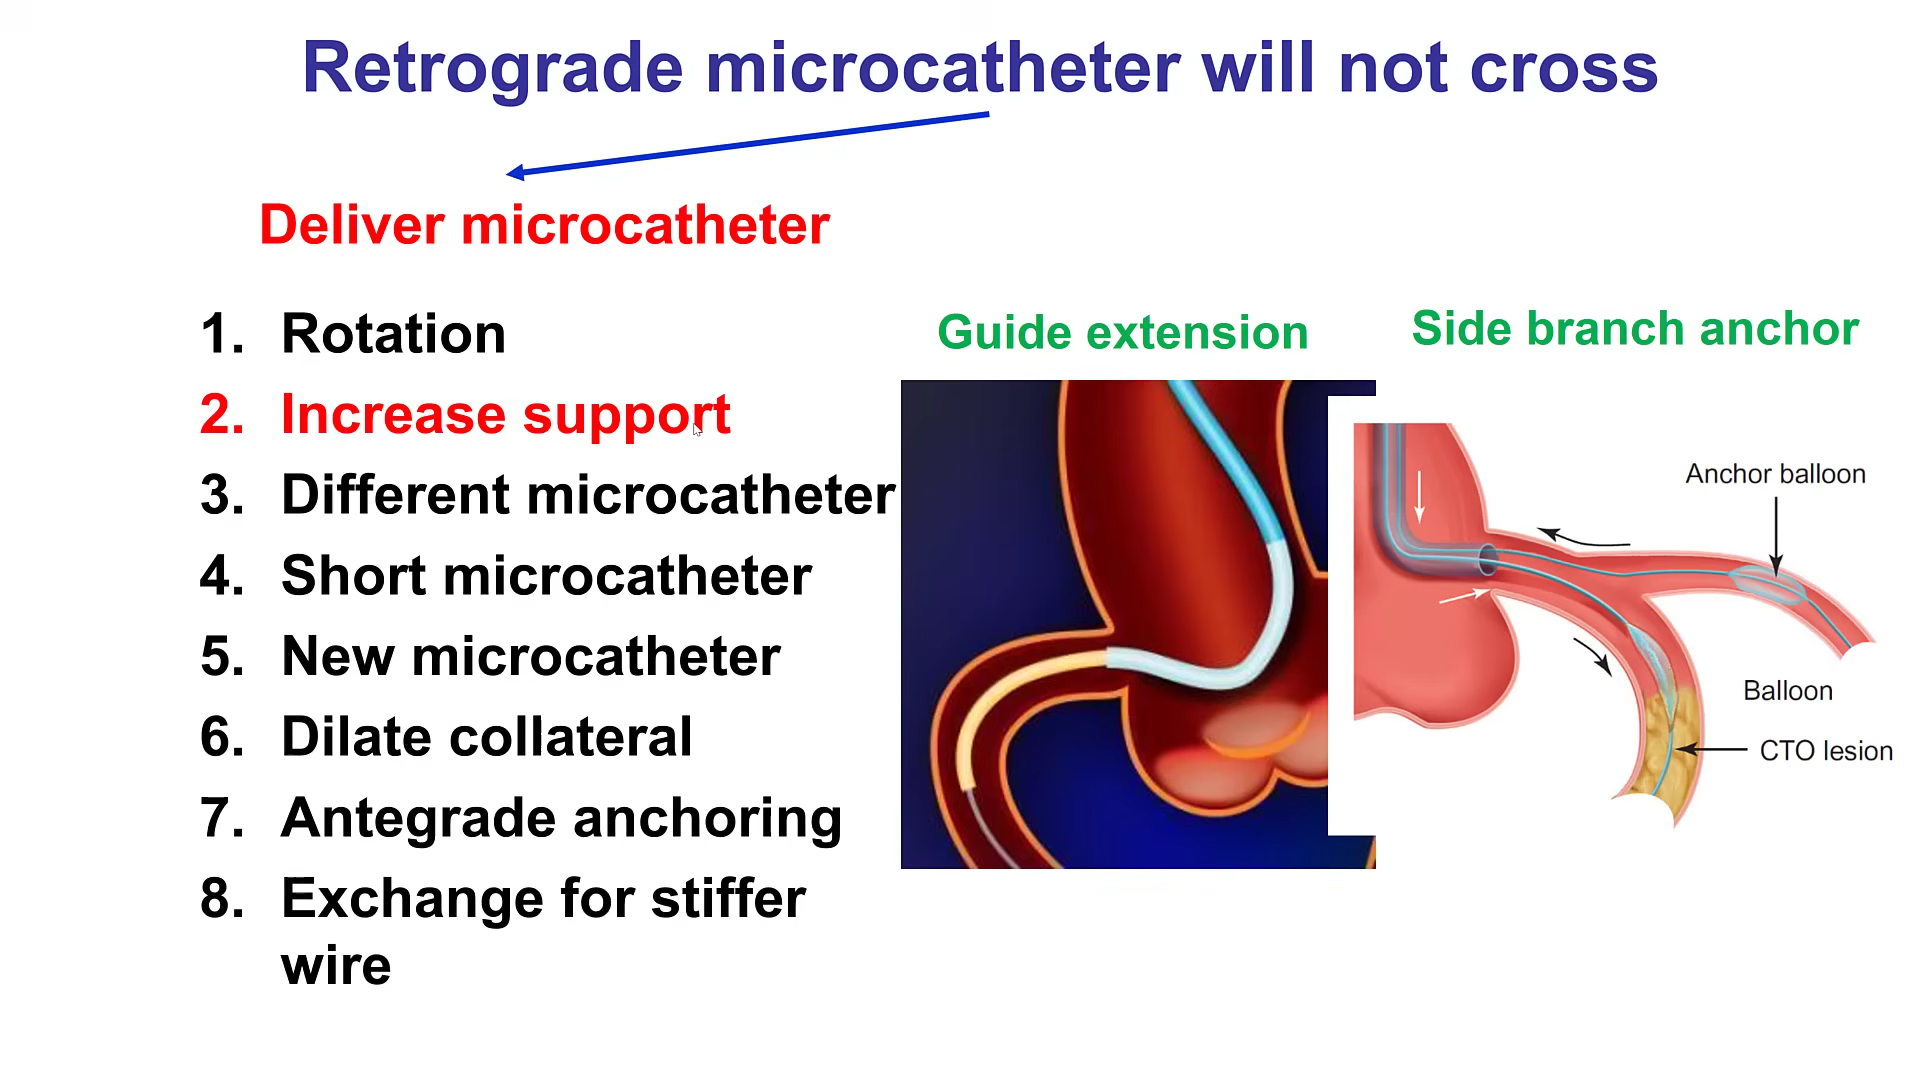 Retrograde microcatheter will not cross
Deliver microcatheter
1. Rotation
2. Increase support
3. Different microcatheter
4. Short microcatheter
5. New microcatheter
6. Dilate collateral
7. Antegrade anchoring
8. Exchange for stiffer
wire
Guide extension
Side branch anchor
Anchor balloon
Balloon
CTO lesion